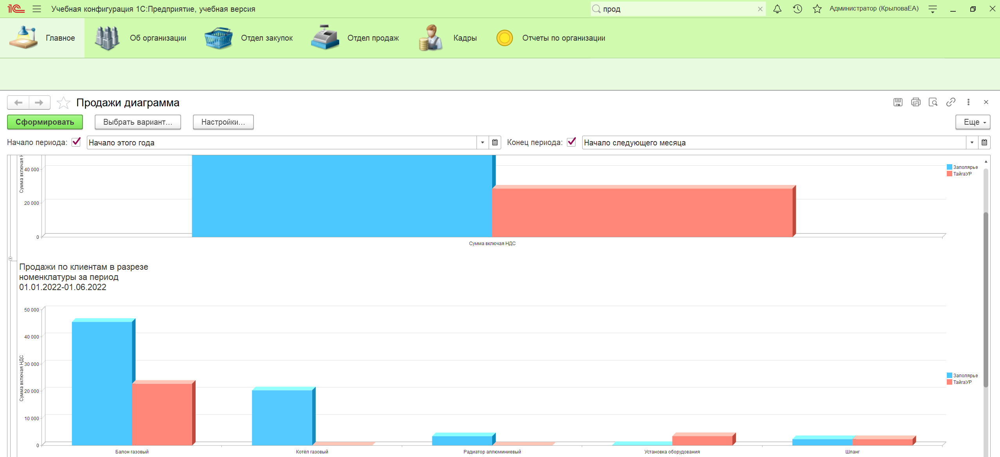 1С Учебная конфигурация 1С:Предприятие, учебная версия
прод
Администратор (КрыловаЕА)
Главное
Об организации
Отдел закупок
Отдел продаж
Кадры
Отчеты по организации
Продажи диаграмма
Сформировать
Выбрать вариант...
Настройки...
Еще
Начало периода:
Начало этого года
Конец периода:
Начало следующего месяца
Сумма включая
40 000
20 000
0
Сумма включая НДС
Заполярье
ТайгаУР
Продажи по клиентам в разрезе
номенклатуры за период
01.01.2022-01.06.2022
Сумма включая НДС
50 000
40 000
30 000
20 000
10 000
0
Балон газовый
Котёл газовый
Радиатор аллюминиевый
Установка оборудования
Шланг
Заполярье
ТайгаУР